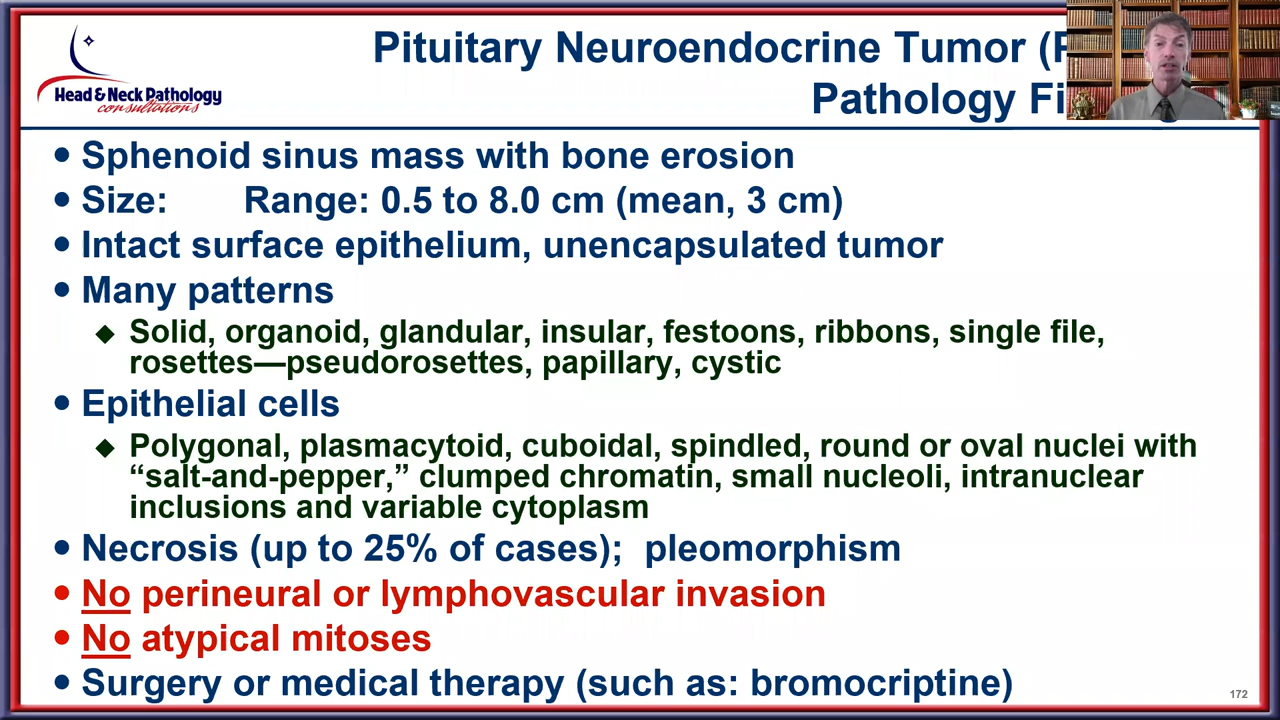 Head & Neck Pathology
consultations
Pituitary Neuroendocrine Tumor
Pathology
• Sphenoid sinus mass with bone erosion
• Size: Range: 0.5 to 8.0 cm (mean, 3 cm)
• Intact surface epithelium, unencapsulated tumor
• Many patterns
◆ Solid, organoid, glandular, insular, festoons, ribbons, single file,
rosettes—pseudorosettes, papillary, cystic
• Epithelial cells
◆ Polygonal, plasmacytoid, cuboidal, spindled, round or oval nuclei with
“salt-and-pepper,” clumped chromatin, small nucleoli, intranuclear
inclusions and variable cytoplasm
• Necrosis (up to 25% of cases); pleomorphism
• No perineural or lymphovascular invasion
• No atypical mitoses
• Surgery or medical therapy (such as: bromocriptine)
172